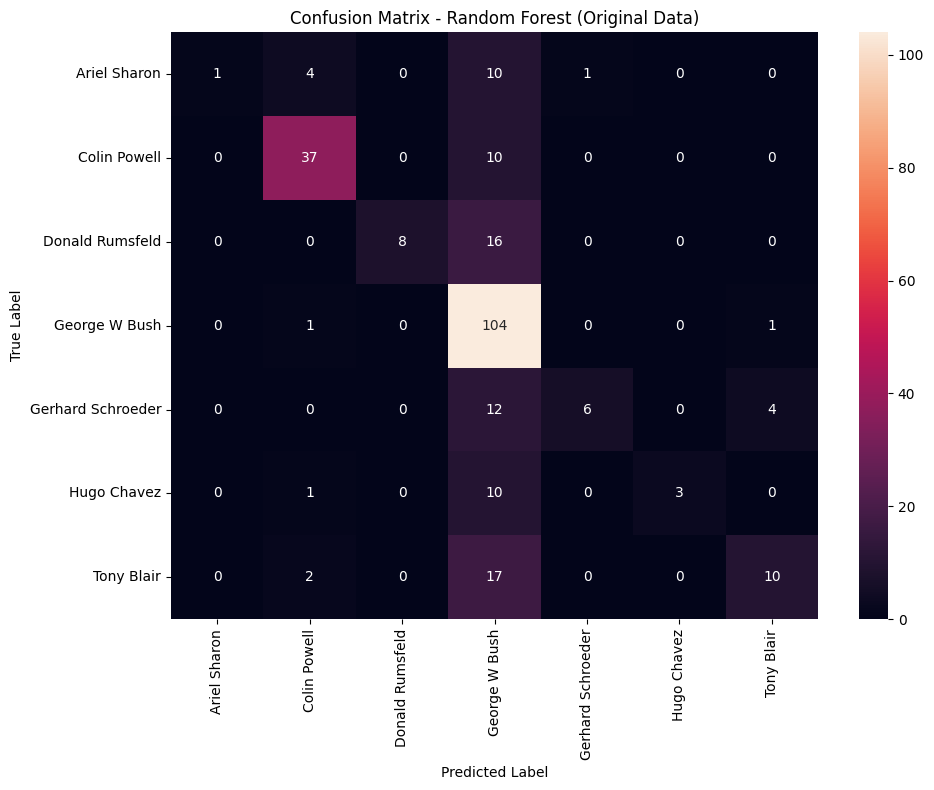 Confusion Matrix - Random Forest (Original Data)
True Label
Ariel Sharon 1 4 0 10 1 0 0
Colin Powell 0 37 0 10 0 0 0
Donald Rumsfeld 0 0 8 16 0 0 0
George W Bush 0 1 0 104 0 0 1
Gerhard Schroeder 0 0 0 12 6 0 4
Hugo Chavez 0 1 0 10 0 3 0
Tony Blair 0 2 0 17 0 0 10
Ariel Sharon
Colin Powell
Donald Rumsfeld
George W Bush
Gerhard Schroeder
Hugo Chavez
Tony Blair
Predicted Label
100
80
60
40
20
0